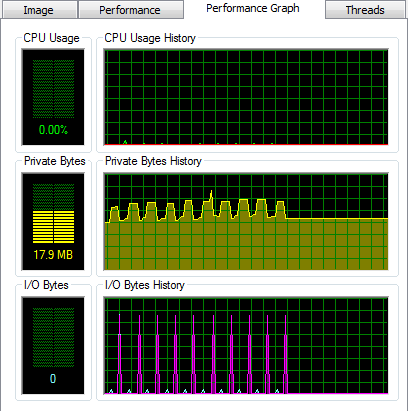 Image Performance Performance Graph Threads
CPU Usage CPU Usage History
0.00%
Private Bytes Private Bytes History
17.9 MB
I/O Bytes I/O Bytes History
0